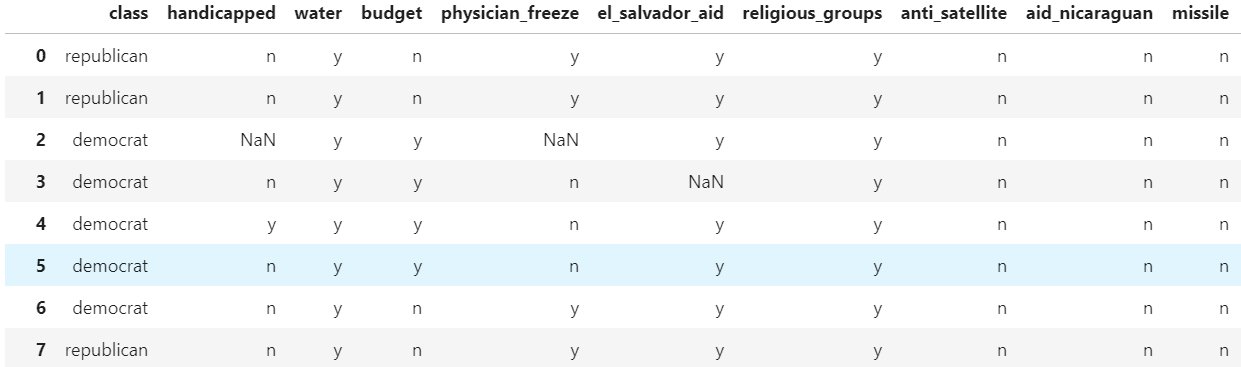 class handicapped water budget physician_freeze el_salvador_aid religious_groups anti_satellite aid_nicaraguan missile
0 republican n y n y y y n n n
1 republican n y n y y y n n n
2 democrat NaN y y NaN y y n n n
3 democrat n y y n NaN y n n n
4 democrat y y y n y y n n n
5 democrat n y y n y y n n n
6 democrat n y n y y y n n n
7 republican n y n y y y n n n